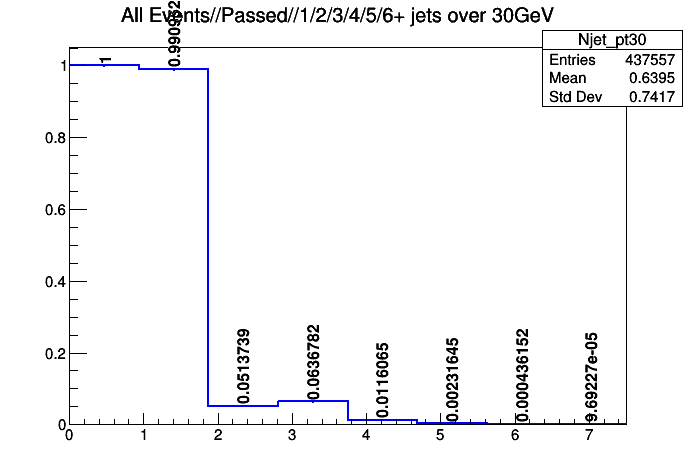 All Events//Passed//1/2/3/4/5/6+ jets over 30GeV
Njet_pt30
Entries 437557
Mean 0.6395
Std Dev 0.7417
1
0.0513739
0.0636782
0.0116065
0.00231645
0.000436152
9.69227e-05
1
0.8
0.6
0.4
0.2
0
0 1 2 3 4 5 6 7